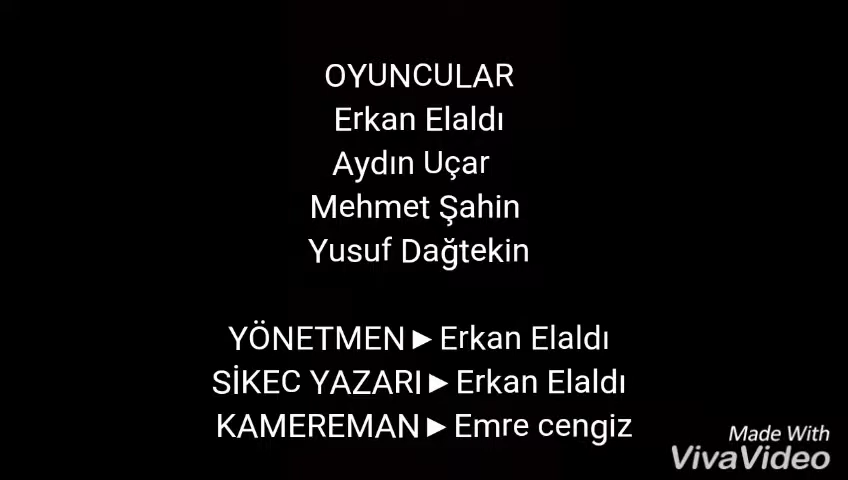 OYUNCULAR
Erkan Elaldı
Aydın Uçar
Mehmet Şahin
Yusuf Dağtekin
YÖNETMEN►Erkan Elaldı
SİKEC YAZARI►Erkan Elaldı
KAMEREMAN►Emre cengiz
Made With
VivaVideo